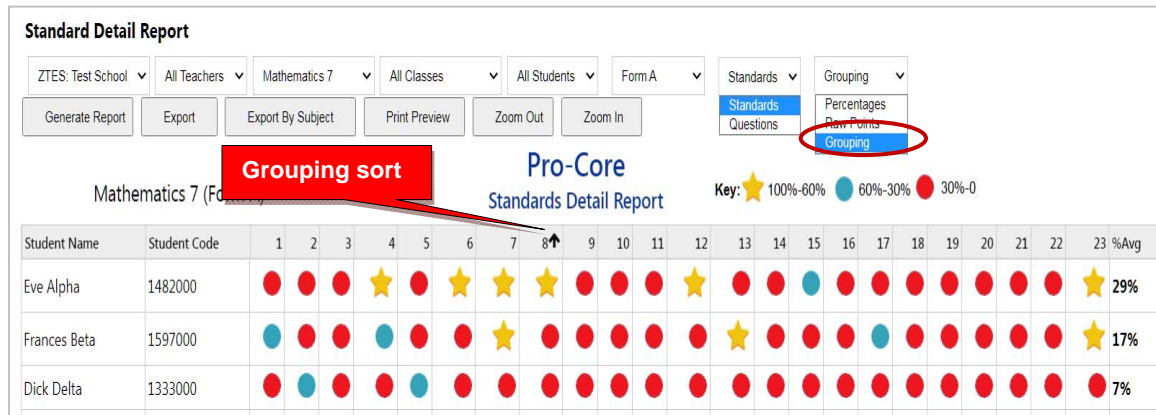 Standard Detail Report
ZTES: Test School All Teachers Mathematics 7 All Classes All Students Form A Standards Grouping
Generate Report Export Export By Subject Print Preview Zoom Out Zoom In
Standards
Questions
Percentages
Raw Points
Grouping
Grouping sort
Pro-Core
Mathematics 7 (Fo
Standards Detail Report
Key: 100%-60% 60%-30% 30%-0
Student Name Student Code 1 2 3 4 5 6 7 8 9 10 11 12 13 14 15 16 17 18 19 20 21 22 23 %Avg
Eve Alpha 1482000 29%
Frances Beta 1597000 17%
Dick Delta 1333000 7%